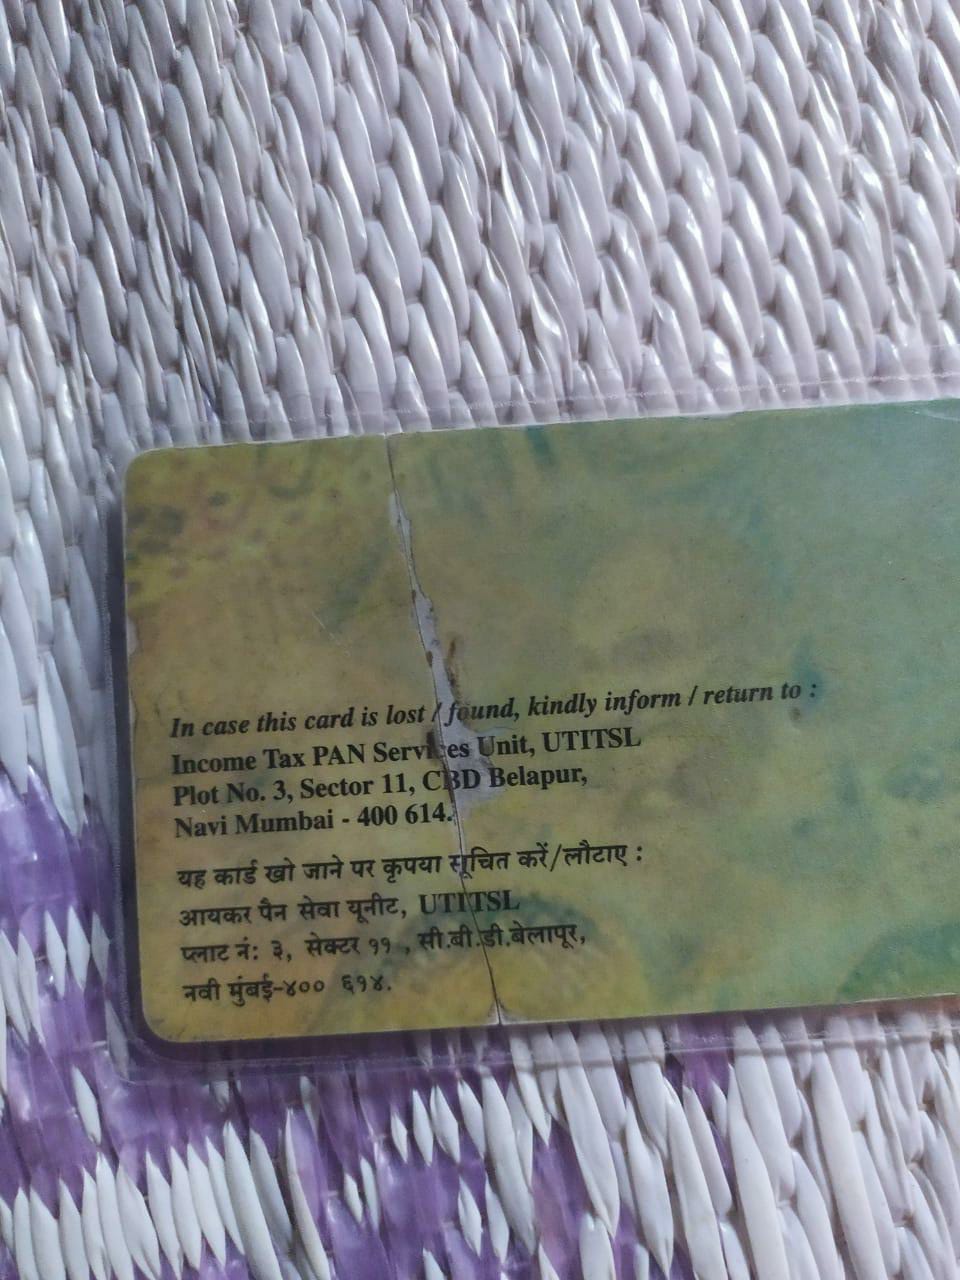 In case this card is lost / found, kindly inform / return to :
Income Tax PAN Services Unit, UTITSL
Plot No. 3, Sector 11, CBD Belapur,
Navi Mumbai - 400 614.
यह कार्ड खो जाने पर कृपया सूचित करें/लौटाए :
आयकर पैन सेवा यूनीट, UTITSL
प्लाट नं: ३, सेक्टर ११ , सी.बी.डी.बेलापूर,
नवी मुंबई-४०० ६१४.